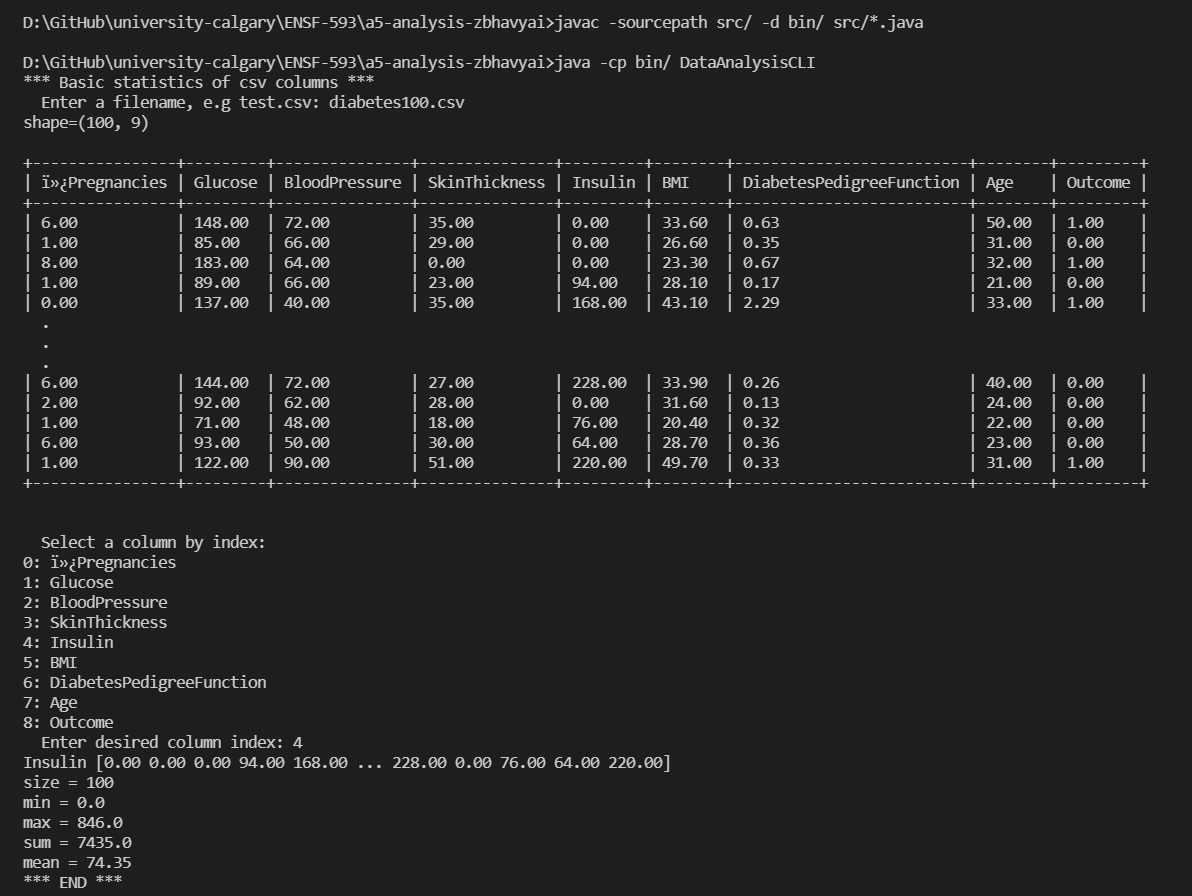 D:\GitHub\university-calgary\ENSF-593\a5-analysis-zbhavyai>javac -sourcepath src/ -d bin/ src/*.java
D:\GitHub\university-calgary\ENSF-593\a5-analysis-zbhavyai>java -cp bin/ DataAnalysisCLI
*** Basic statistics of csv columns ***
  Enter a filename, e.g test.csv: diabetes100.csv
shape=(100, 9)
+----------------+---------+---------------+---------------+---------+--------+--------------------------+--------+---------+
| ï»¿Pregnancies | Glucose | BloodPressure | SkinThickness | Insulin | BMI    | DiabetesPedigreeFunction | Age    | Outcome |
+----------------+---------+---------------+---------------+---------+--------+--------------------------+--------+---------+
| 6.00           | 148.00  | 72.00         | 35.00         | 0.00    | 33.60  | 0.63                     | 50.00  | 1.00    |
| 1.00           | 85.00   | 66.00         | 29.00         | 0.00    | 26.60  | 0.35                     | 31.00  | 0.00    |
| 8.00           | 183.00  | 64.00         | 0.00          | 0.00    | 23.30  | 0.67                     | 32.00  | 1.00    |
| 1.00           | 89.00   | 66.00         | 23.00         | 94.00   | 28.10  | 0.17                     | 21.00  | 0.00    |
| 0.00           | 137.00  | 40.00         | 35.00         | 168.00  | 43.10  | 2.29                     | 33.00  | 1.00    |
  .
  .
  .
| 6.00           | 144.00  | 72.00         | 27.00         | 228.00  | 33.90  | 0.26                     | 40.00  | 0.00    |
| 2.00           | 92.00   | 62.00         | 28.00         | 0.00    | 31.60  | 0.13                     | 24.00  | 0.00    |
| 1.00           | 71.00   | 48.00         | 18.00         | 76.00   | 20.40  | 0.32                     | 22.00  | 0.00    |
| 6.00           | 93.00   | 50.00         | 30.00         | 64.00   | 28.70  | 0.36                     | 23.00  | 0.00    |
| 1.00           | 122.00  | 90.00         | 51.00         | 220.00  | 49.70  | 0.33                     | 31.00  | 1.00    |
+----------------+---------+---------------+---------------+---------+--------+--------------------------+--------+---------+
  Select a column by index:
0: ï»¿Pregnancies
1: Glucose
2: BloodPressure
3: SkinThickness
4: Insulin
5: BMI
6: DiabetesPedigreeFunction
7: Age
8: Outcome
  Enter desired column index: 4
Insulin [0.00 0.00 0.00 94.00 168.00 ... 228.00 0.00 76.00 64.00 220.00]
size = 100
min = 0.0
max = 846.0
sum = 7435.0
mean = 74.35
*** END ***